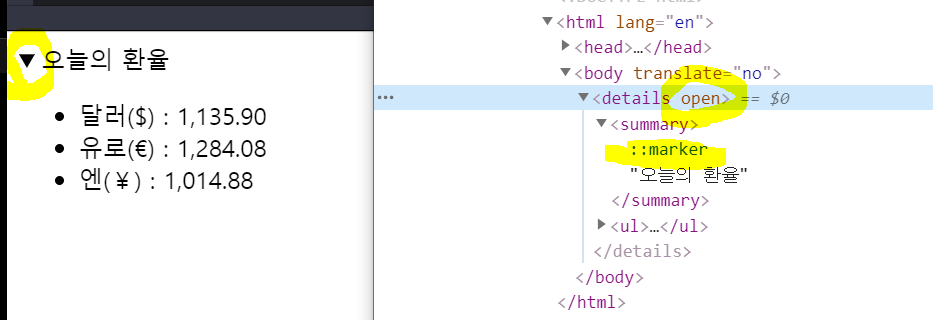 ▼ 오늘의 환율
• 달러($) : 1,135.90
• 유로(€) : 1,284.08
• 엔(￥) : 1,014.88
▼<html lang="en">
▶<head>…</head>
▼<body translate="no">
…▼<details open> == $0
▼<summary>
::marker
"오늘의 환율"
</summary>
▶<ul>…</ul>
</details>
</body>
</html>